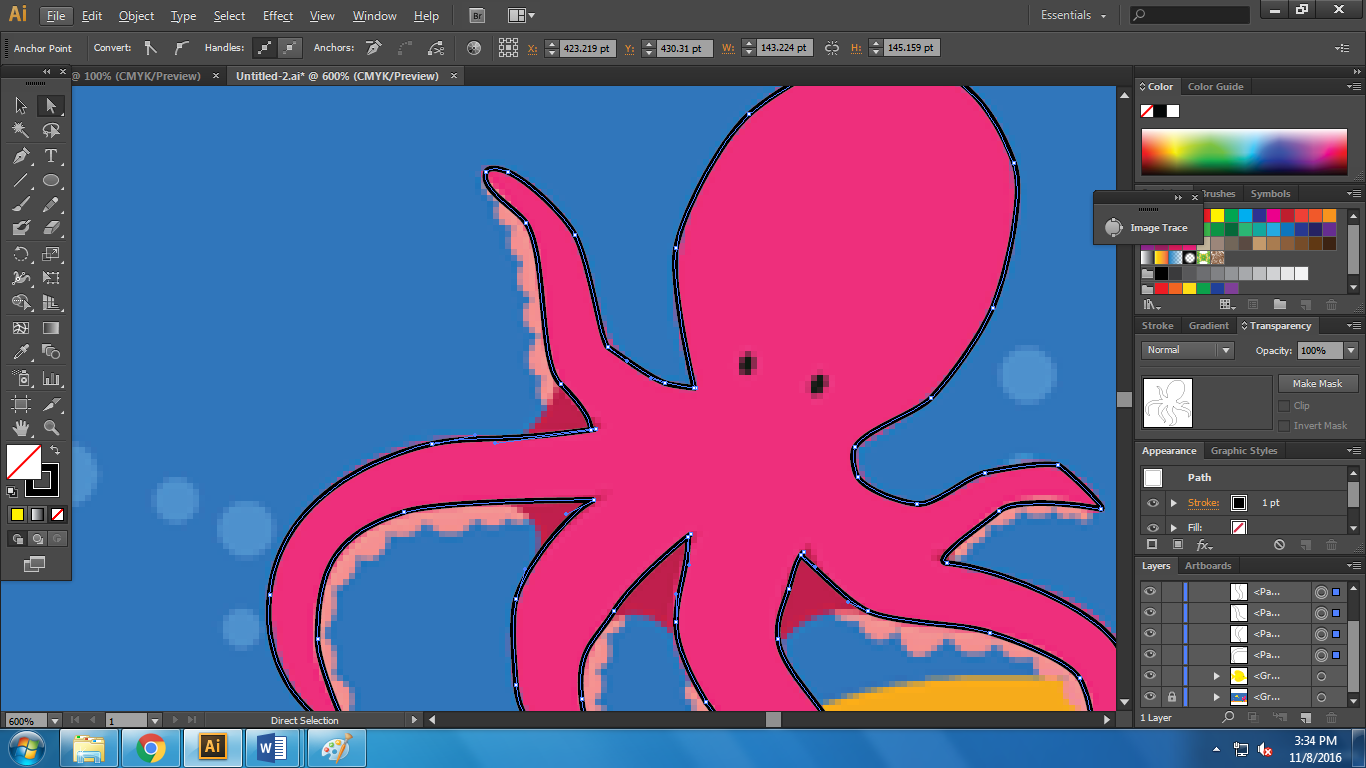 Ai File Edit Object Type Select Effect View Window Help Br Essentials
Anchor Point Convert: Handles: Anchors: X: 423.219 pt Y: 430.31 pt W: 143.224 pt H: 145.159 pt
@ 100% (CMYK/Preview) × Untitled-2.ai* @ 600% (CMYK/Preview) ×
Color Color Guide
Brushes Symbols
Image Trace
Stroke Gradient Transparency
Normal Opacity: 100%
Make Mask
Clip
Invert Mask
Appearance Graphic Styles
Path
Stroke: 1 pt
Fill:
fx
Layers Artboards
<Pa...
<Pa...
<Pa...
<Pa...
<Gr...
<Gr...
1 Layer
600% 1 Direct Selection
Ai W 3:34 PM
11/8/2016